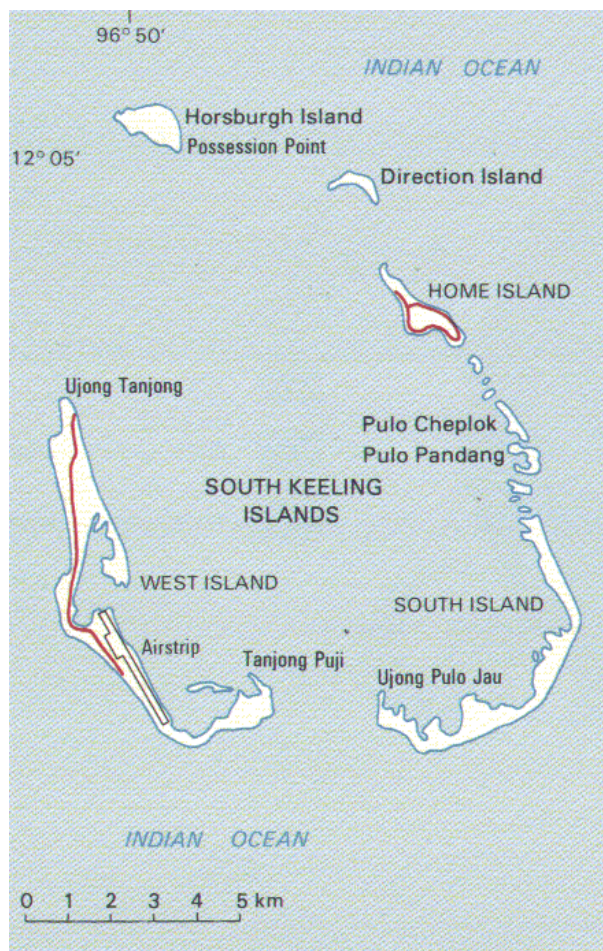 96° 50'
INDIAN OCEAN
Horsburgh Island
Possession Point
12° 05'
Direction Island
HOME ISLAND
Ujong Tanjong
Pulo Cheplok
Pulo Pandang
SOUTH KEELING
ISLANDS
WEST ISLAND
SOUTH ISLAND
Airstrip
Tanjong Puji
Ujong Pulo Jau
INDIAN OCEAN
0 1 2 3 4 5 km